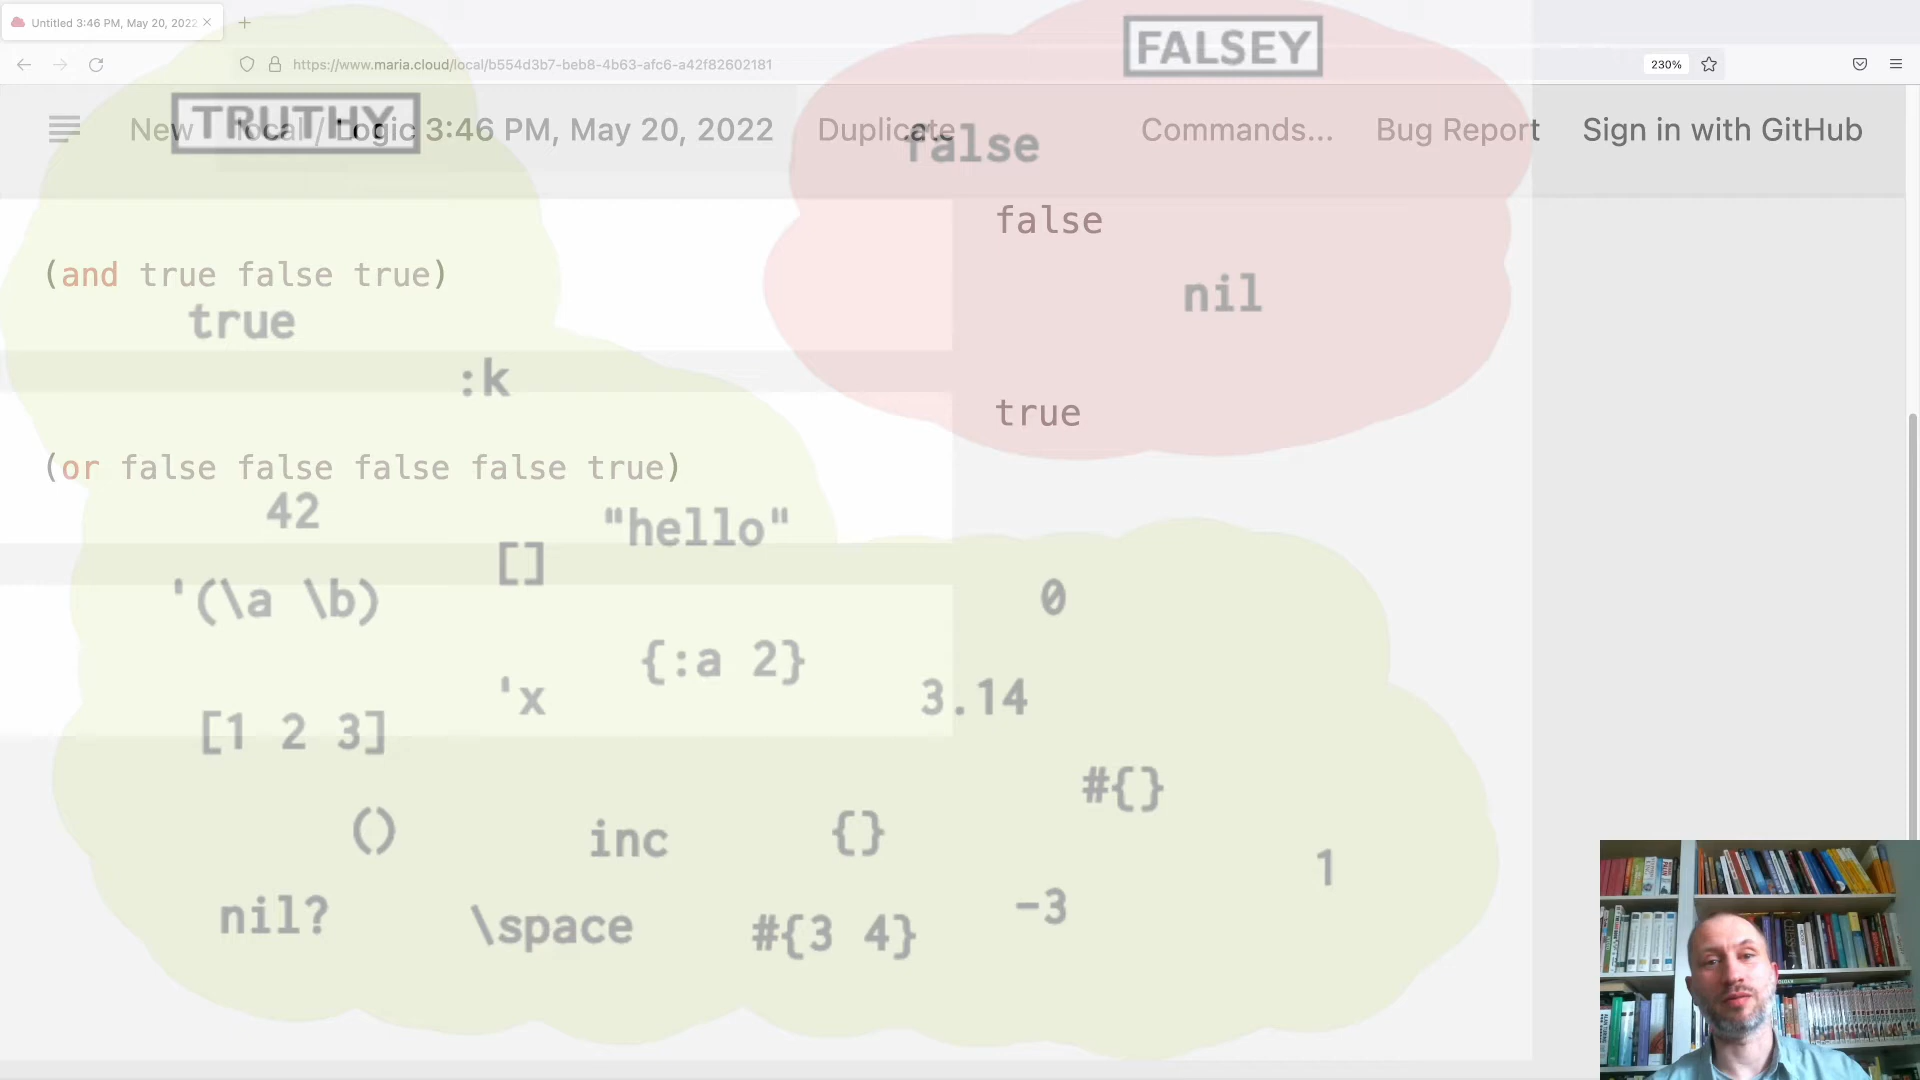 Untitled 3:46 PM, May 20, 2022
https://www.maria.cloud/local/b554d3b7-beb8-4b63-afc6-a42f82602181
230%
FALSEY
TRUTHY
New local / Logic 3:46 PM, May 20, 2022 Duplicate Commands... Bug Report Sign in with GitHub
false
false
(and true false true)
nil
true
:k
true
(or false false false false true)
42
"hello"
[]
'(\a \b)
0
{:a 2}
'x
3.14
[1 2 3]
#{}
()
inc
{}
1
nil?
\space
#{3 4}
-3